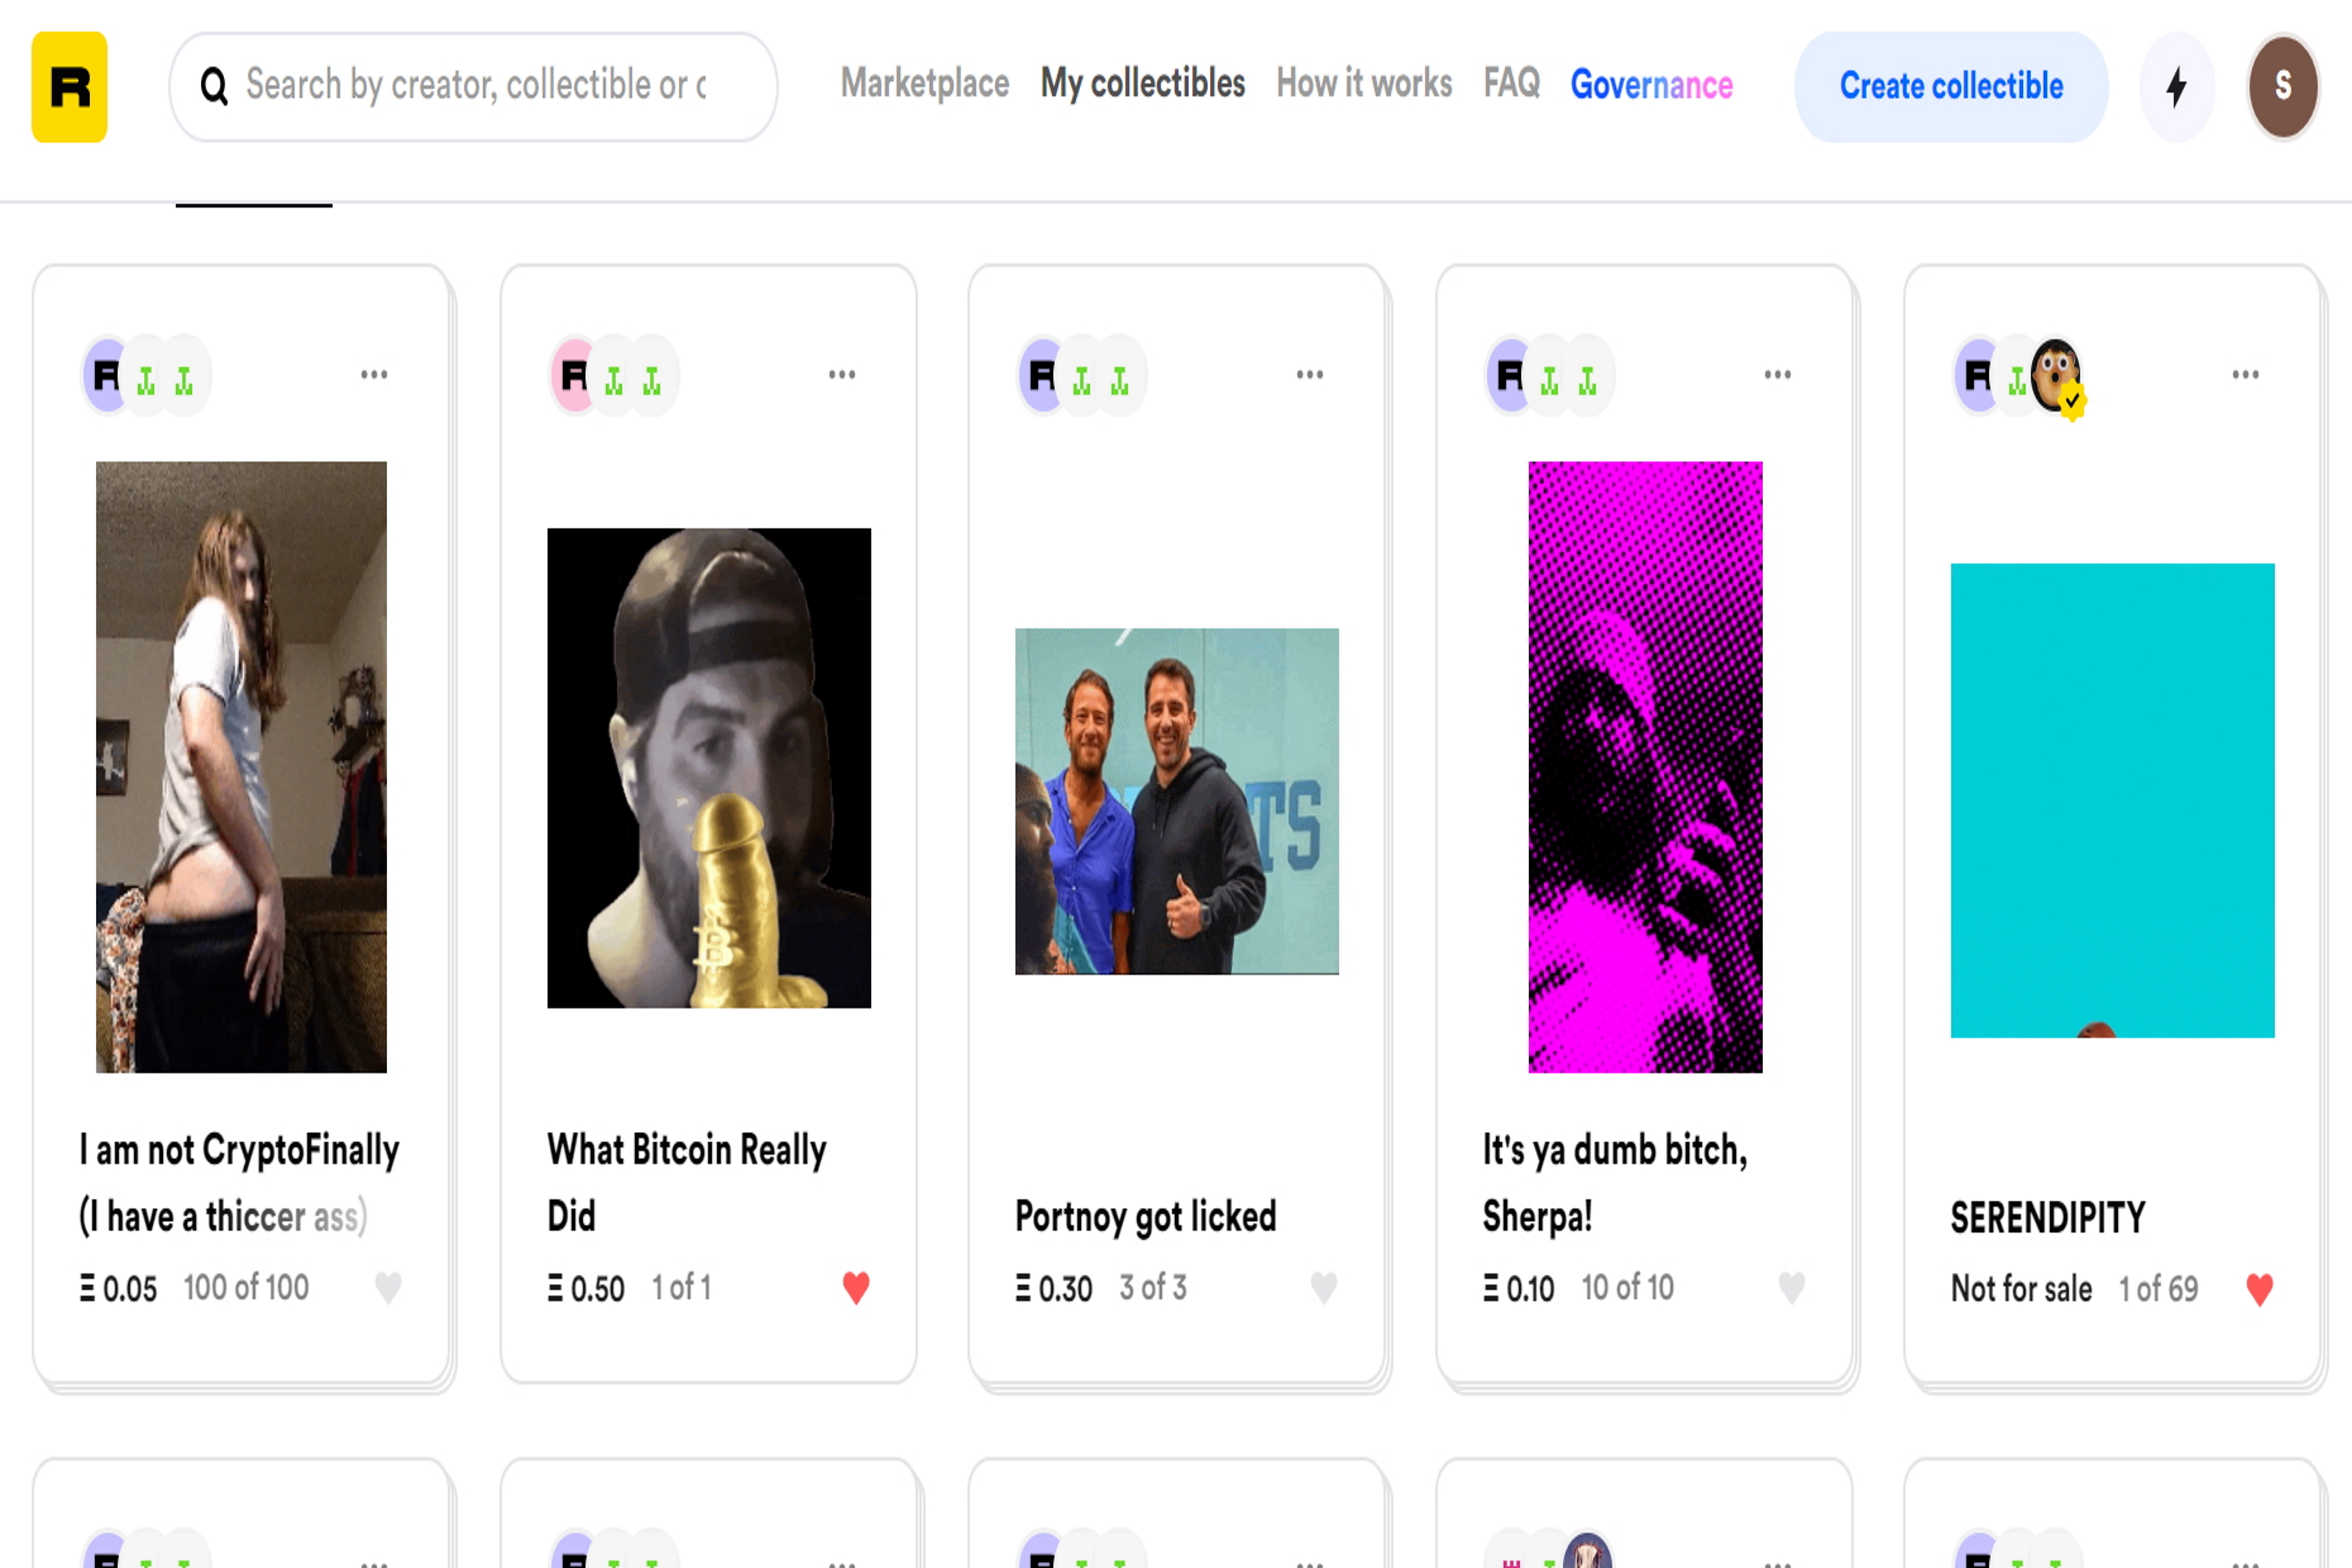 R
Search by creator, collectible or c
Marketplace
My collectibles
How it works
FAQ
Governance
Create collectible
S
I am not CryptoFinally
(I have a thiccer ass)
Ξ 0.05 100 of 100
What Bitcoin Really
Did
Ξ 0.50 1 of 1
TS
Portnoy got licked
Ξ 0.30 3 of 3
It's ya dumb bitch,
Sherpa!
Ξ 0.10 10 of 10
SERENDIPITY
Not for sale 1 of 69